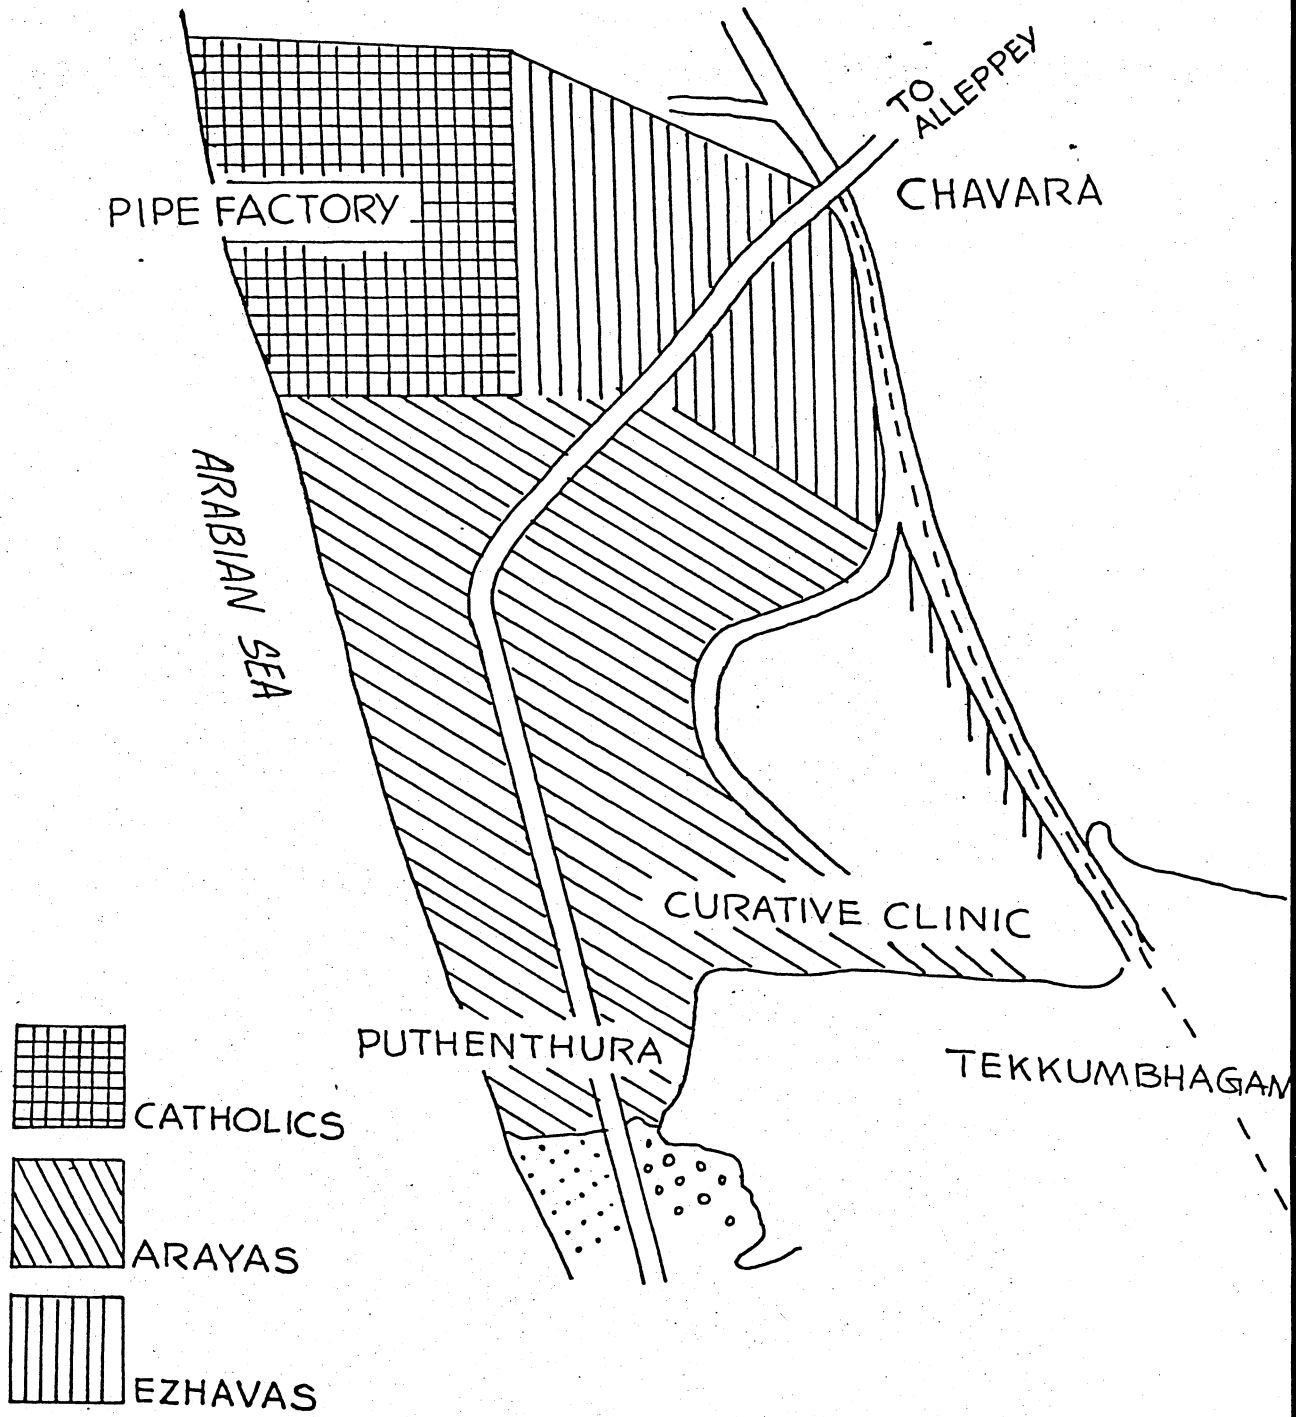 TO
ALLEPPEY
CHAVARA
PIPE FACTORY
ARABIAN SEA
CURATIVE CLINIC
PUTHENTHURA
TEKKUMBHAGAM
CATHOLICS
ARAYAS
EZHAVAS